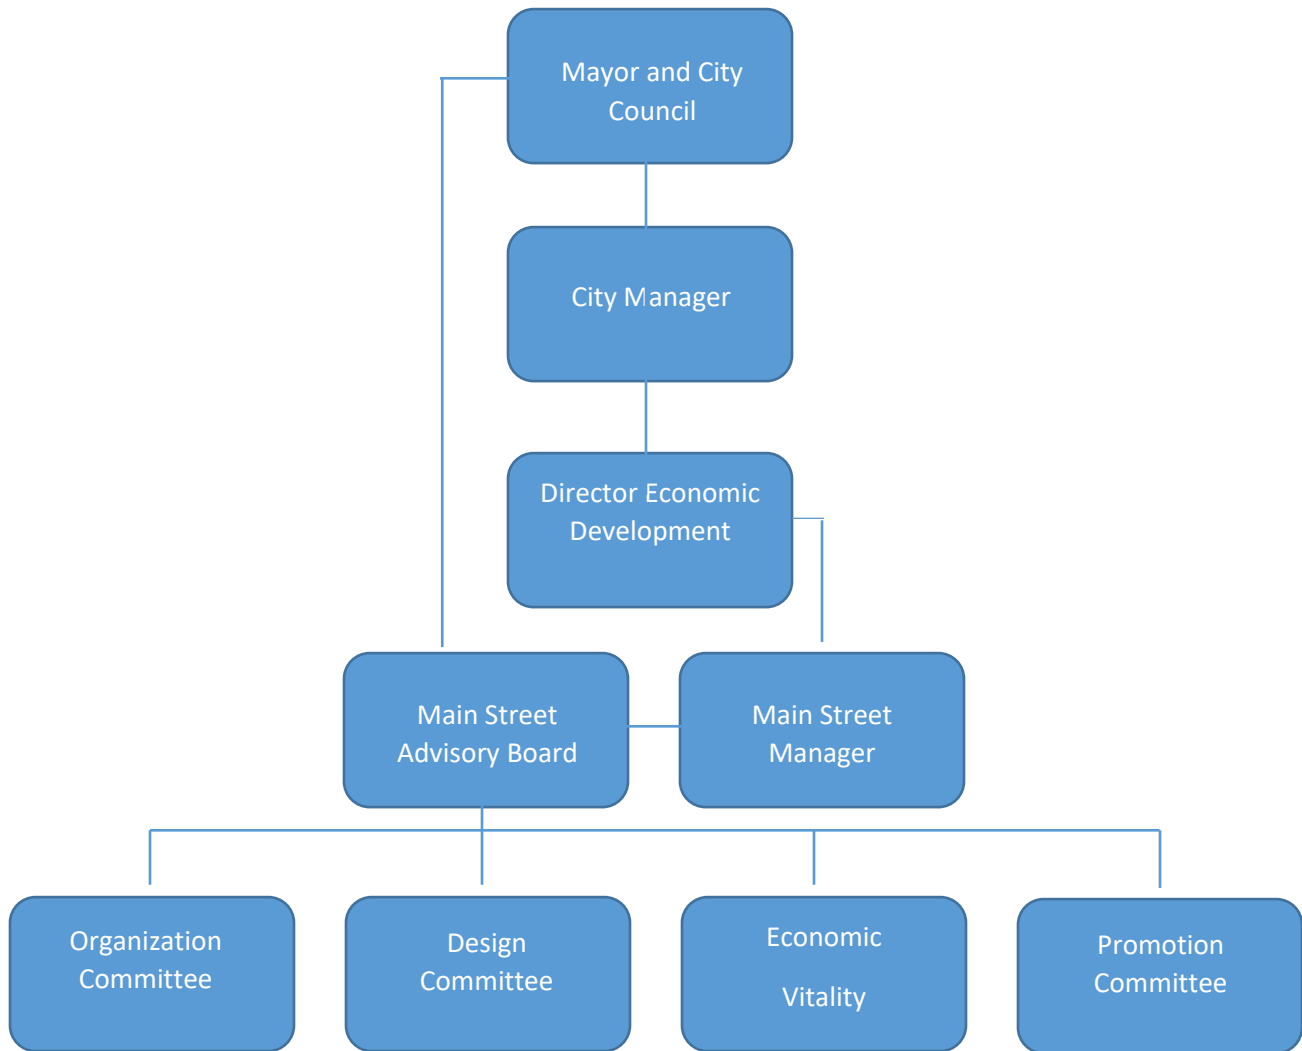 Mayor and City
Council
City Manager
Director Economic
Development
Main Street
Advisory Board
Main Street
Manager
Organization
Committee
Design
Committee
Economic
Vitality
Promotion
Committee